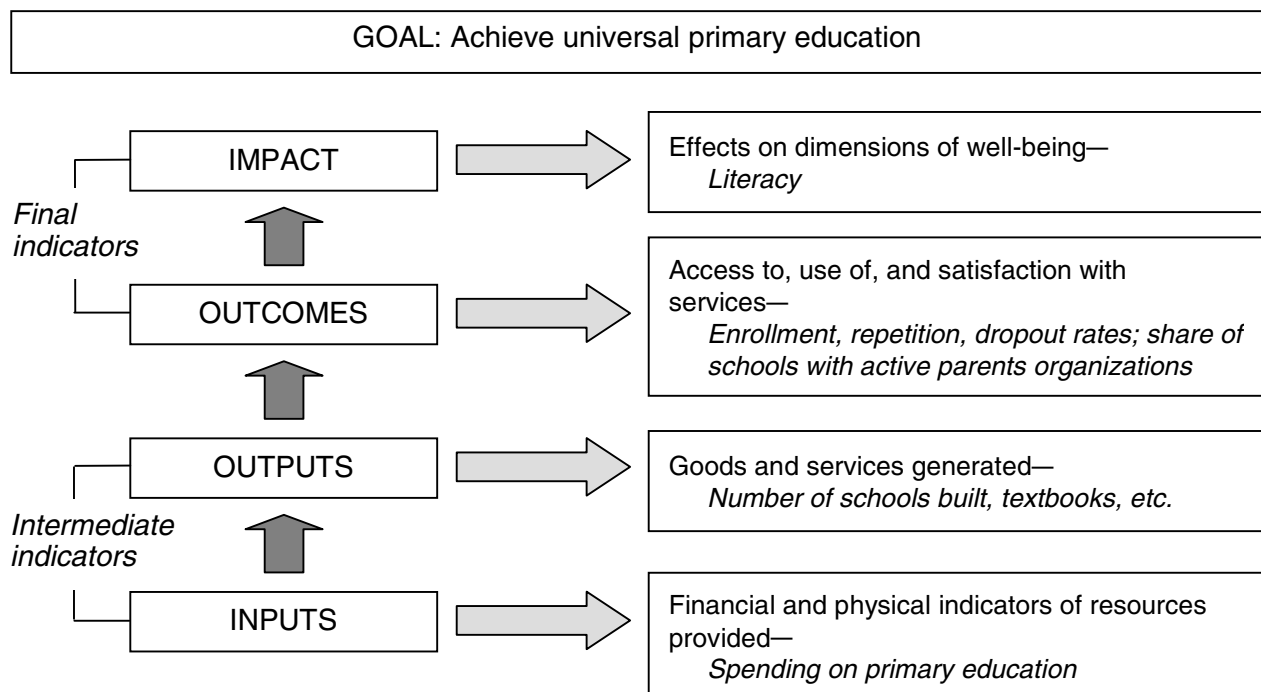 GOAL: Achieve universal primary education
IMPACT
Effects on dimensions of well-being—
Literacy
Final
indicators
OUTCOMES
Access to, use of, and satisfaction with
services—
Enrollment, repetition, dropout rates; share of
schools with active parents organizations
OUTPUTS
Goods and services generated—
Number of schools built, textbooks, etc.
Intermediate
indicators
INPUTS
Financial and physical indicators of resources
provided—
Spending on primary education